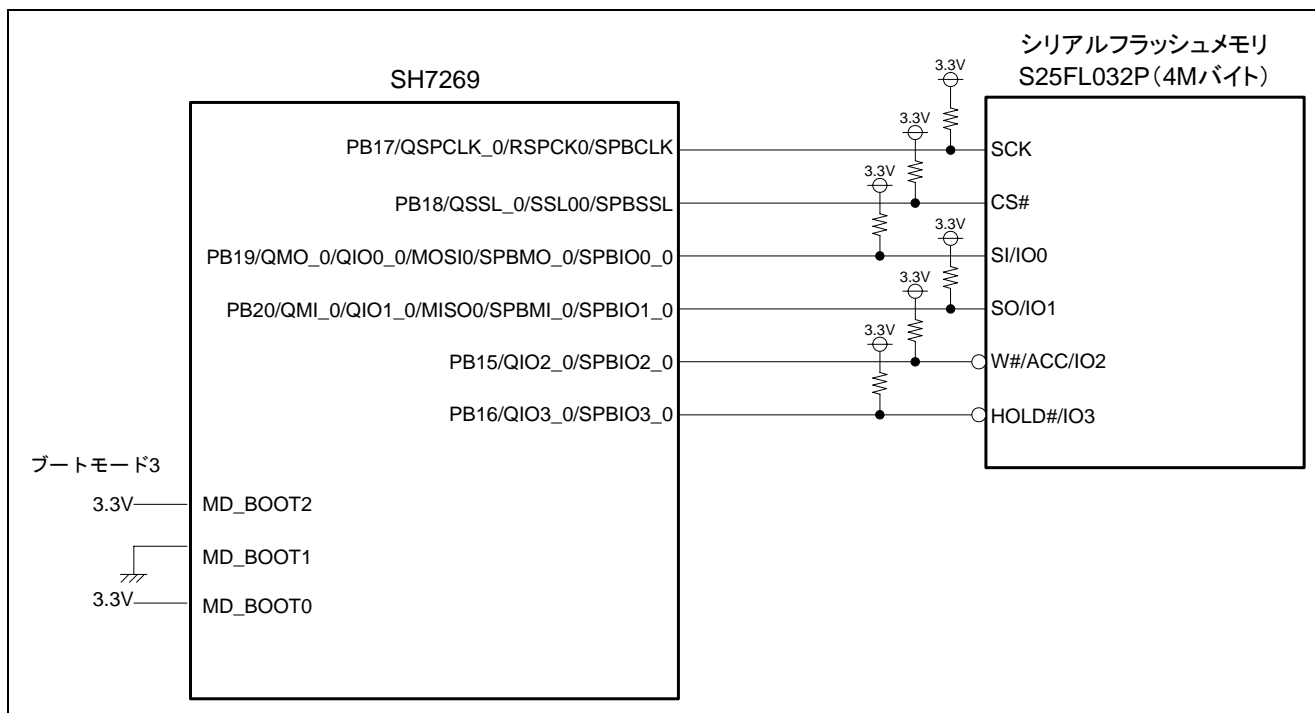 シリアルフラッシュメモリ
S25FL032P（4Mバイト）
SH7269
3.3V
3.3V
3.3V
3.3V
3.3V
3.3V
PB17/QSPCLK_0/RSPCK0/SPBCLK
SCK
PB18/QSSL_0/SSL00/SPBSSL
CS#
PB19/QMO_0/QIO0_0/MOSI0/SPBMO_0/SPBIO0_0
SI/IO0
PB20/QMI_0/QIO1_0/MISO0/SPBMI_0/SPBIO1_0
SO/IO1
PB15/QIO2_0/SPBIO2_0
W#/ACC/IO2
PB16/QIO3_0/SPBIO3_0
HOLD#/IO3
ブートモード3
3.3V
MD_BOOT2
MD_BOOT1
3.3V
MD_BOOT0